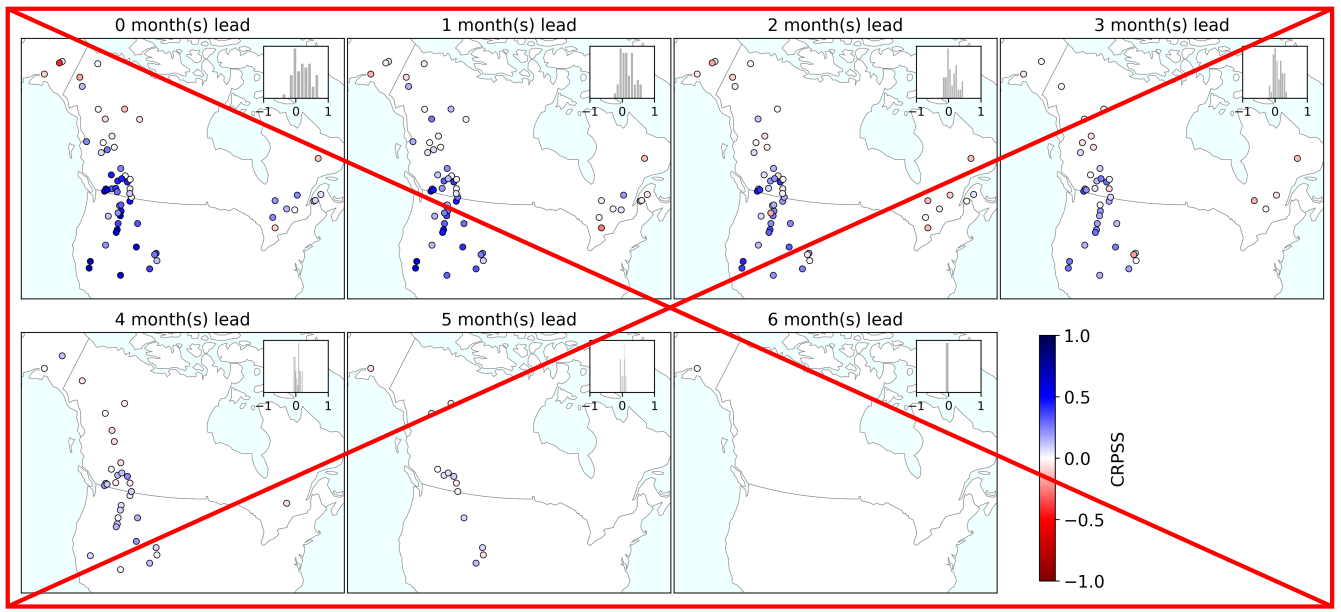 0 month(s) lead
1 month(s) lead
2 month(s) lead
3 month(s) lead
−1 0 1
−1 0 1
−1 0 1
−1 0 1
4 month(s) lead
5 month(s) lead
6 month(s) lead
−1 0 1
−1 0 1
−1 0 1
1.0
0.5
0.0
−0.5
−1.0
CRPSS